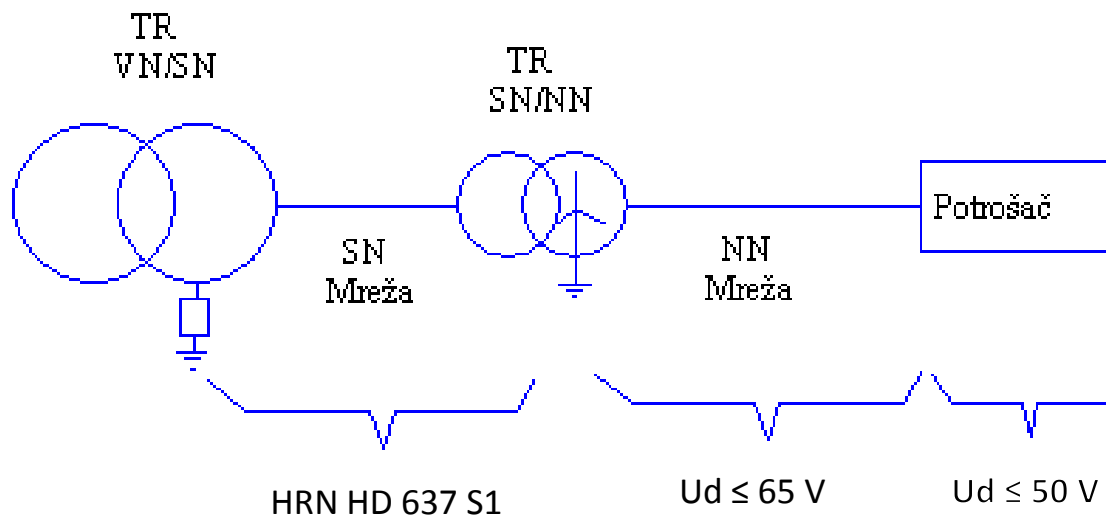 TR
VN/SN
TR
SN/NN
Potrošač
SN
Mreža
NN
Mreža
HRN HD 637 S1
Ud ≤ 65 V
Ud ≤ 50 V